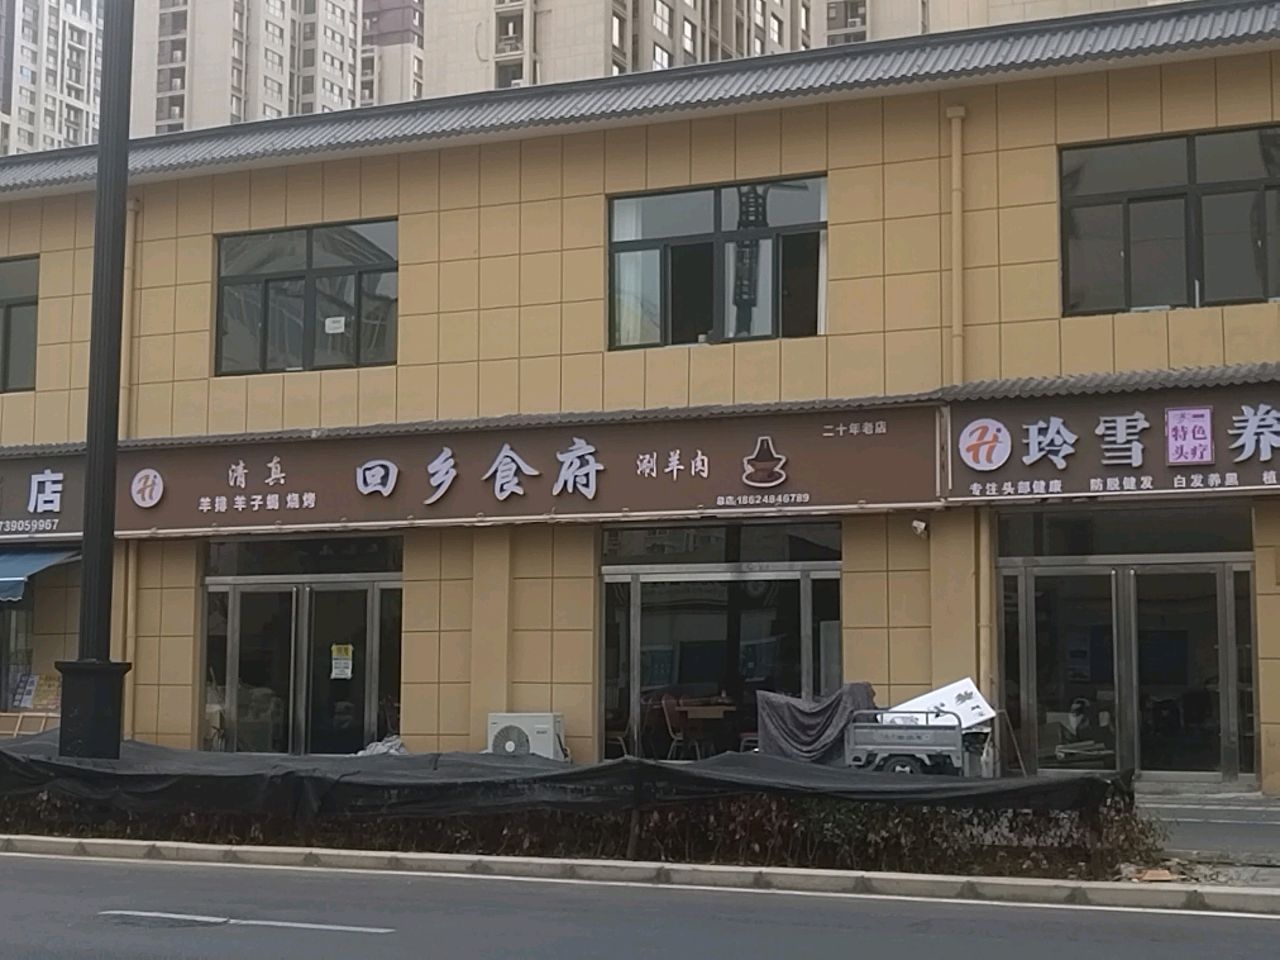 店
739059967
清真
羊排 羊子蝎 烧烤
回乡食府
涮羊肉
二十年老店
18624846789
玲雪
特色
头疗
养
专注头部健康 防脱健发 白发养黑 植